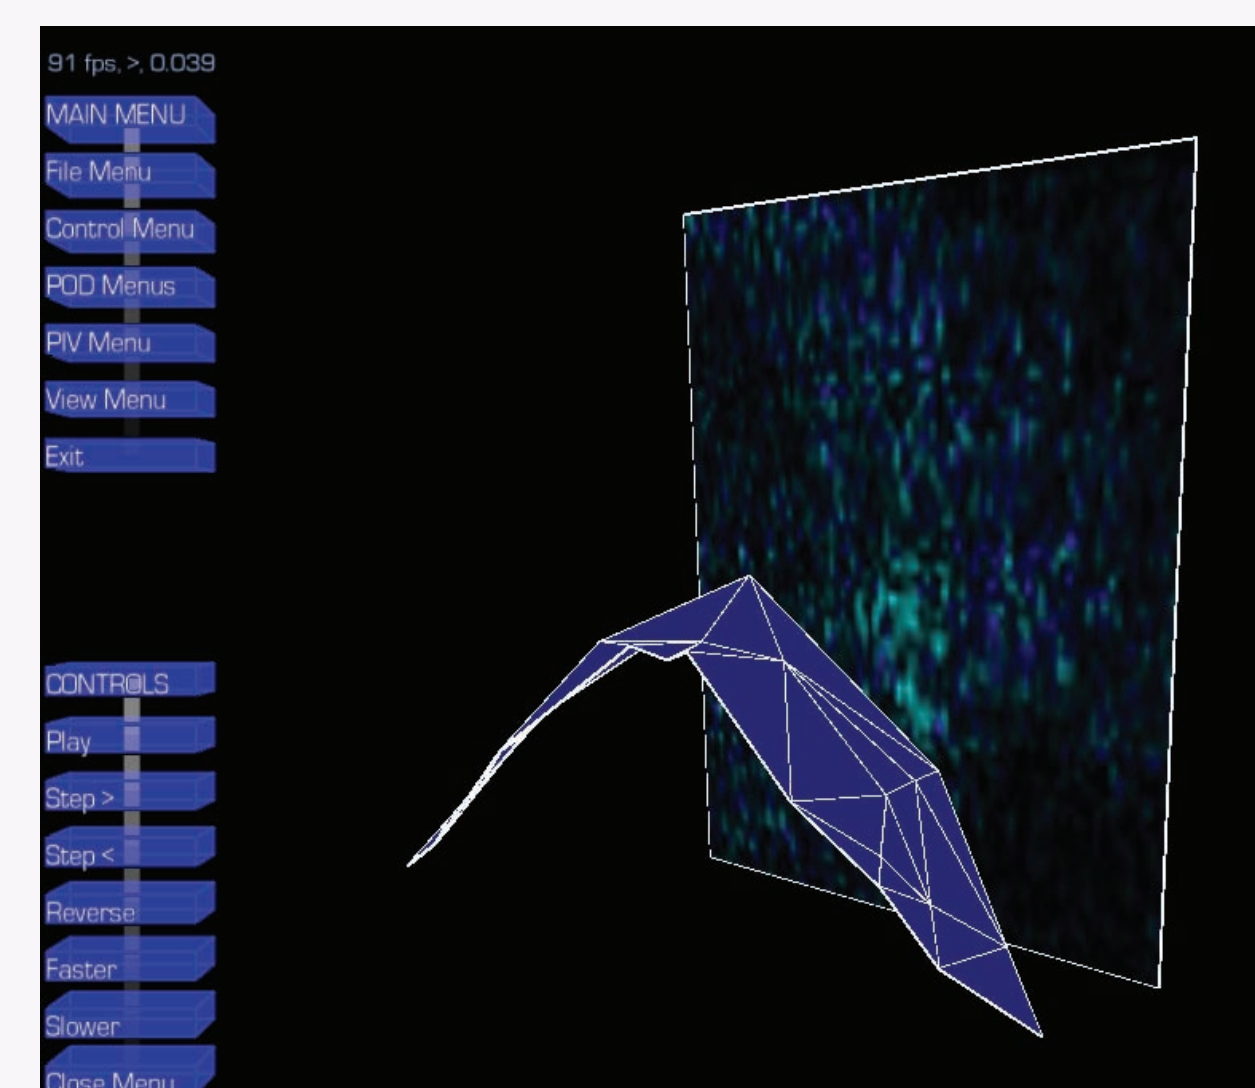 91 fps, >, 0.039
MAIN MENU
File Menu
Control Menu
POD Menus
PIV Menu
View Menu
Exit
CONTROLS
Play
Step >
Step <
Reverse
Faster
Slower
Close Menu